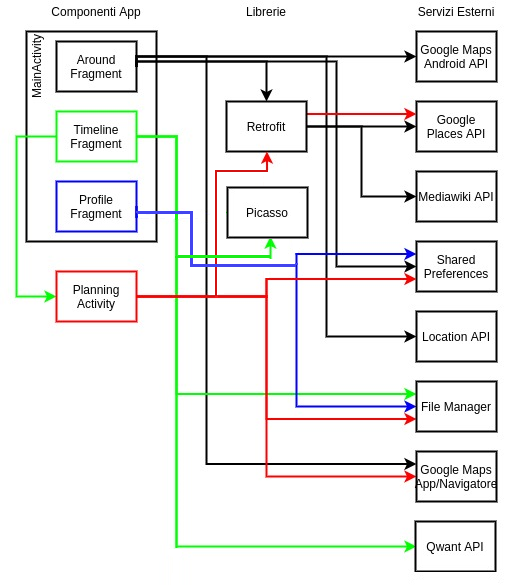 Componenti App
Librerie
Servizi Esterni
MainActivity
Around
Fragment
Timeline
Fragment
Profile
Fragment
Planning
Activity
Retrofit
Picasso
Google Maps
Android API
Google
Places API
Mediawiki API
Shared
Preferences
Location API
File Manager
Google Maps
App/Navigatore
Qwant API